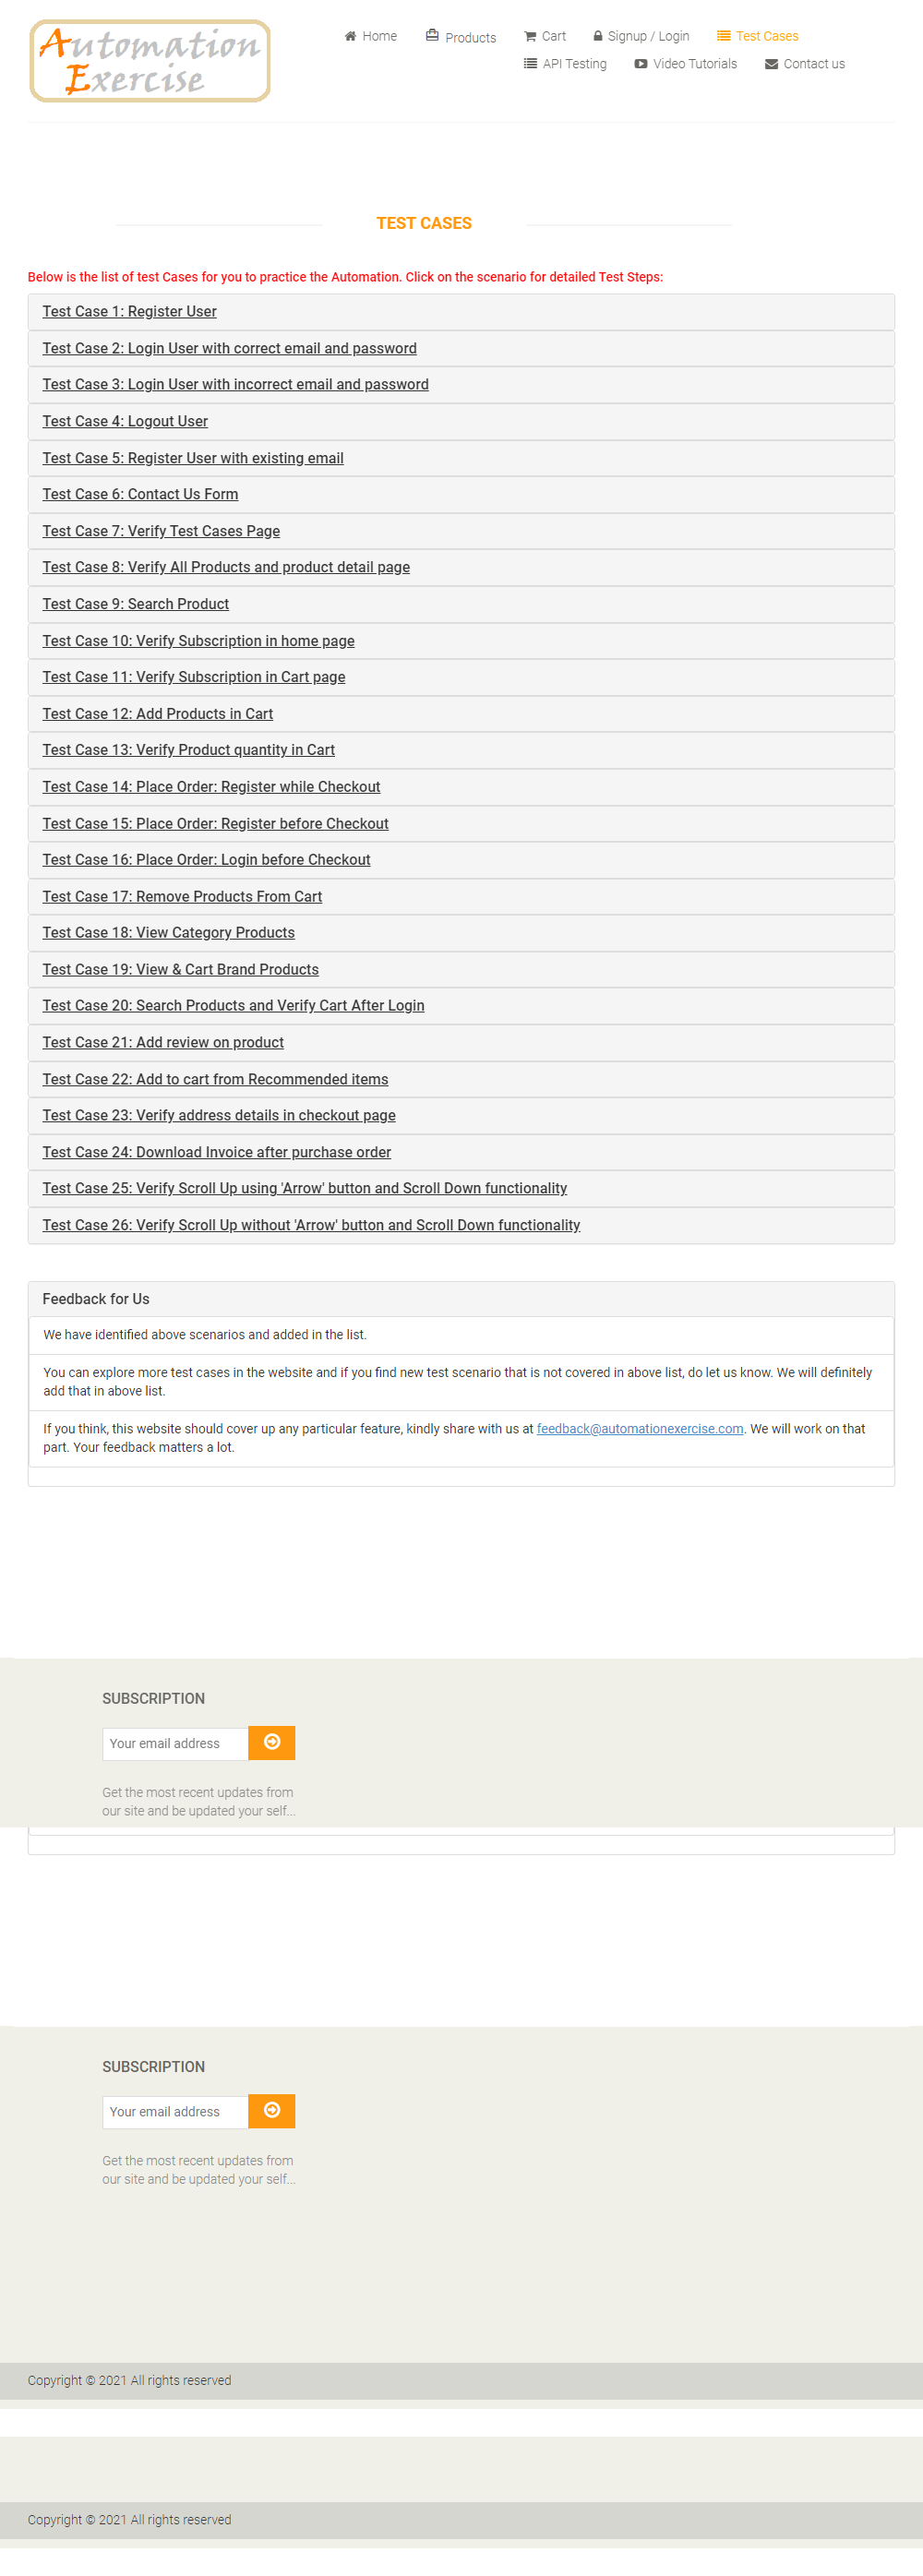 Automation
Exercise
Home
Products
Cart
Signup / Login
Test Cases
API Testing
Video Tutorials
Contact us
TEST CASES
Below is the list of test Cases for you to practice the Automation. Click on the scenario for detailed Test Steps:
Test Case 1: Register User
Test Case 2: Login User with correct email and password
Test Case 3: Login User with incorrect email and password
Test Case 4: Logout User
Test Case 5: Register User with existing email
Test Case 6: Contact Us Form
Test Case 7: Verify Test Cases Page
Test Case 8: Verify All Products and product detail page
Test Case 9: Search Product
Test Case 10: Verify Subscription in home page
Test Case 11: Verify Subscription in Cart page
Test Case 12: Add Products in Cart
Test Case 13: Verify Product quantity in Cart
Test Case 14: Place Order: Register while Checkout
Test Case 15: Place Order: Register before Checkout
Test Case 16: Place Order: Login before Checkout
Test Case 17: Remove Products From Cart
Test Case 18: View Category Products
Test Case 19: View & Cart Brand Products
Test Case 20: Search Products and Verify Cart After Login
Test Case 21: Add review on product
Test Case 22: Add to cart from Recommended items
Test Case 23: Verify address details in checkout page
Test Case 24: Download Invoice after purchase order
Test Case 25: Verify Scroll Up using 'Arrow' button and Scroll Down functionality
Test Case 26: Verify Scroll Up without 'Arrow' button and Scroll Down functionality
Feedback for Us
We have identified above scenarios and added in the list.
You can explore more test cases in the website and if you find new test scenario that is not covered in above list, do let us know. We will definitely
add that in above list.
If you think, this website should cover up any particular feature, kindly share with us at feedback@automationexercise.com. We will work on that
part. Your feedback matters a lot.
SUBSCRIPTION
Your email address
Get the most recent updates from
our site and be updated your self...
SUBSCRIPTION
Your email address
Get the most recent updates from
our site and be updated your self...
Copyright © 2021 All rights reserved
Copyright © 2021 All rights reserved